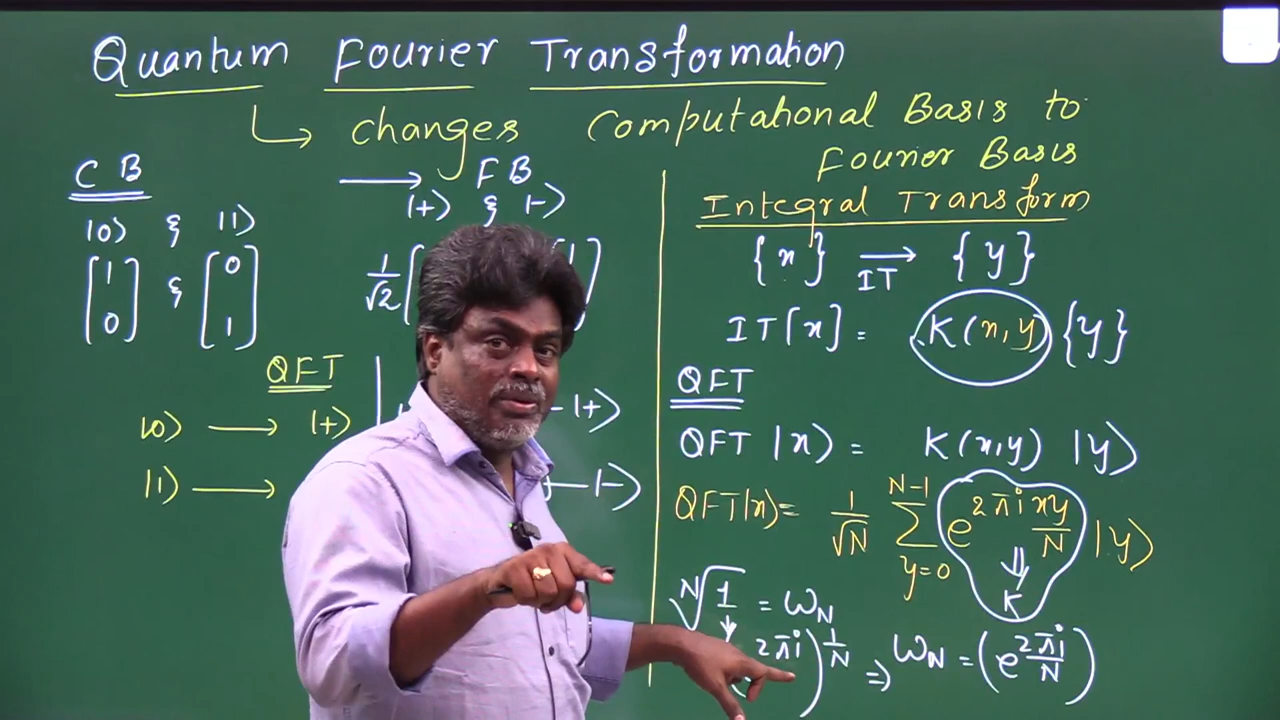 Quantum Fourier Transformation
↳ changes Computational Basis to
Fourier Basis
C B ⟶ F B
|0⟩ & |1⟩ |+⟩ & |−⟩
[1 0] & [0 1] 1/√2 [
QFT
|0⟩ ⟶ |+⟩ |+⟩
|1⟩ ⟶ |−⟩
Integral Transform
{x} ⟶ {y}
IT
IT[x] = K(x,y) {y}
QFT
QFT |x⟩ = K(x,y) |y⟩
QFT|x⟩ = 1/√N Σ_{y=0}^{N-1} e^{2πi xy/N} |y⟩
⇓
K
ᴺ√1 = ω_N
↓
2πi)^{1/N} ⇒ ω_N = (e^{2πi/N})